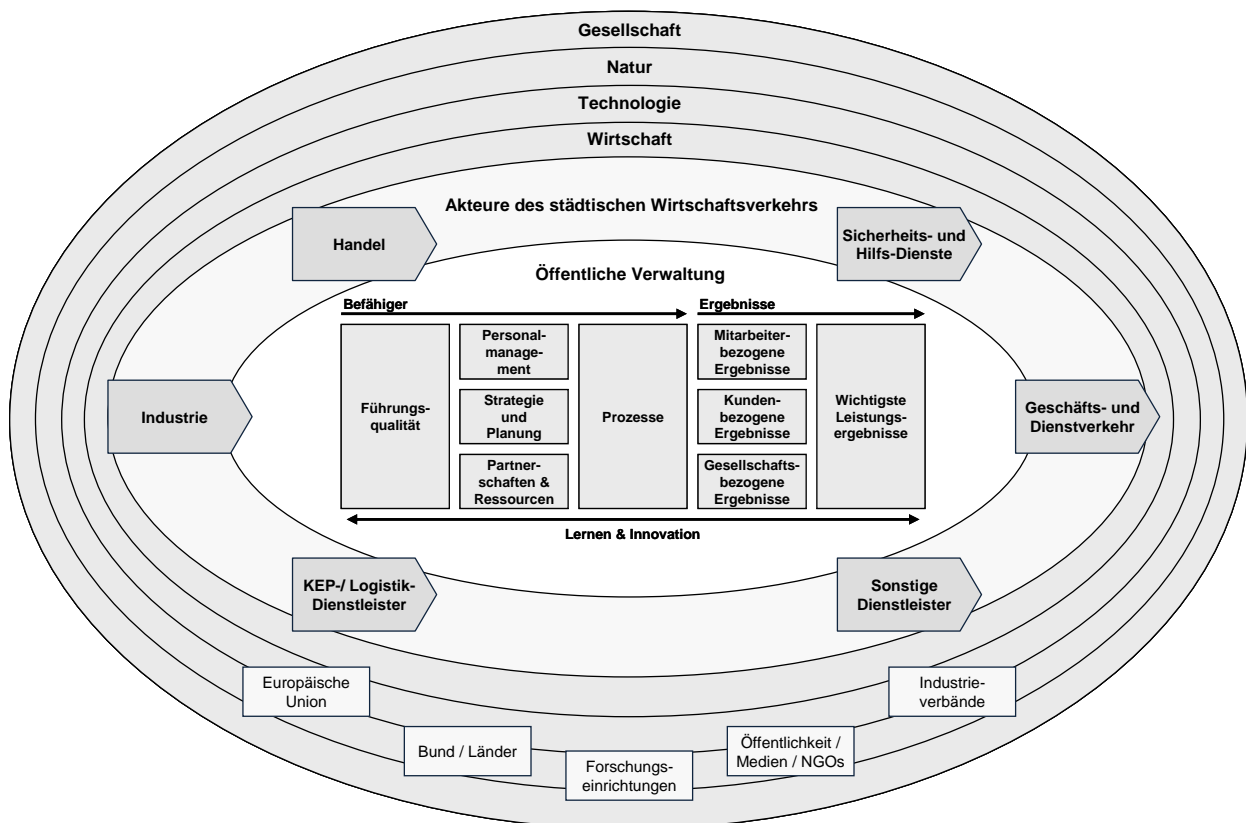 Gesellschaft
Natur
Technologie
Wirtschaft
Akteure des städtischen Wirtschaftsverkehrs
Handel
Sicherheits- und
Hilfs-Dienste
Öffentliche Verwaltung
Befähiger
Ergebnisse
Führungs-
qualität
Personal-
manage-
ment
Strategie
und
Planung
Partner-
schaften &
Ressourcen
Prozesse
Mitarbeiter-
bezogene
Ergebnisse
Kunden-
bezogene
Ergebnisse
Gesellschafts-
bezogene
Ergebnisse
Wichtigste
Leistungs-
ergebnisse
Industrie
Geschäfts- und
Dienstverkehr
Lernen & Innovation
KEP-/ Logistik-
Dienstleister
Sonstige
Dienstleister
Europäische
Union
Bund / Länder
Forschungs-
einrichtungen
Öffentlichkeit /
Medien / NGOs
Industrie-
verbände